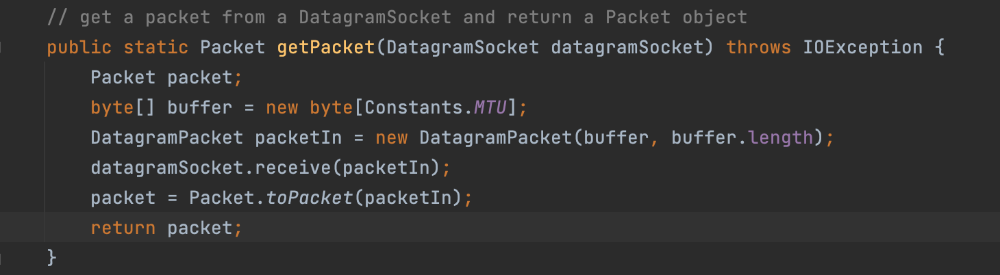 // get a packet from a DatagramSocket and return a Packet object
public static Packet getPacket(DatagramSocket datagramSocket) throws IOException {
Packet packet;
byte[] buffer = new byte[Constants.MTU];
DatagramPacket packetIn = new DatagramPacket(buffer, buffer.length);
datagramSocket.receive(packetIn);
packet = Packet.toPacket(packetIn);
return packet;
}